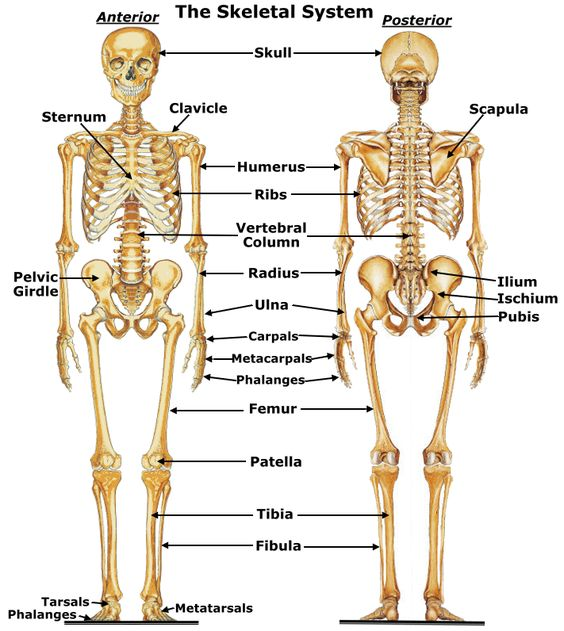 The Skeletal System
Anterior
Posterior
Skull
Clavicle
Sternum
Scapula
Humerus
Ribs
Vertebral
Column
Pelvic
Girdle
Radius
Ilium
Ischium
Pubis
Ulna
Carpals
Metacarpals
Phalanges
Femur
Patella
Tibia
Fibula
Tarsals
Phalanges
Metatarsals